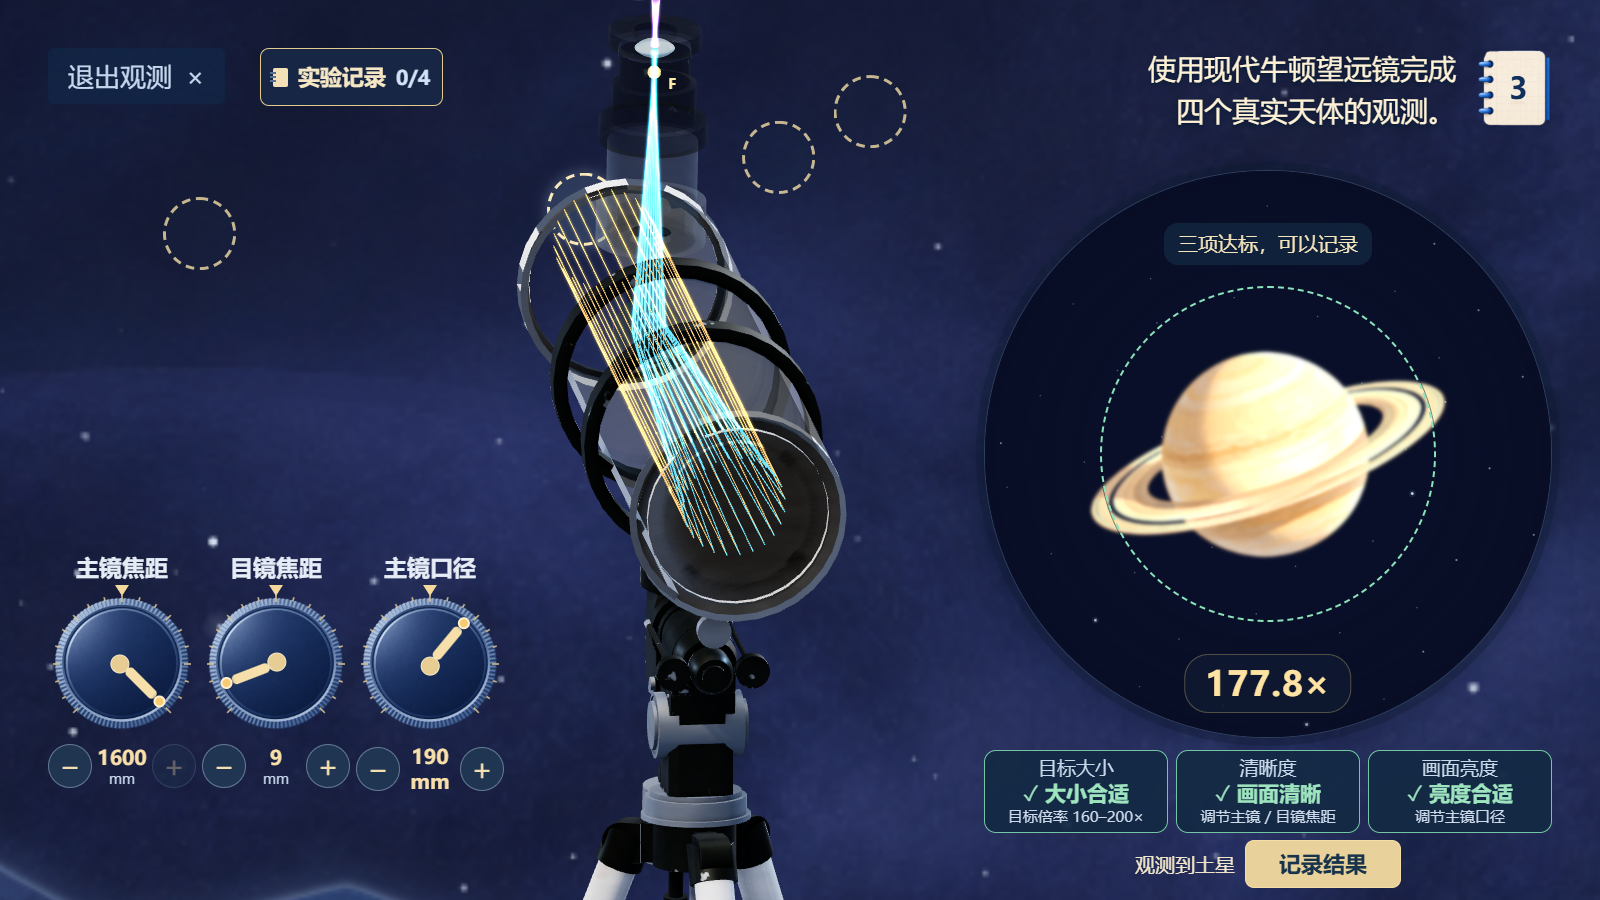 退出观测 ×
实验记录 0/4
F
使用现代牛顿望远镜完成
四个真实天体的观测。
3
三项达标，可以记录
177.8×
主镜焦距
目镜焦距
主镜口径
− 1600 mm +
− 9 mm +
− 190 mm +
目标大小
✓ 大小合适
目标倍率 160–200×
清晰度
✓ 画面清晰
调节主镜 / 目镜焦距
画面亮度
✓ 亮度合适
调节主镜口径
观测到土星
记录结果